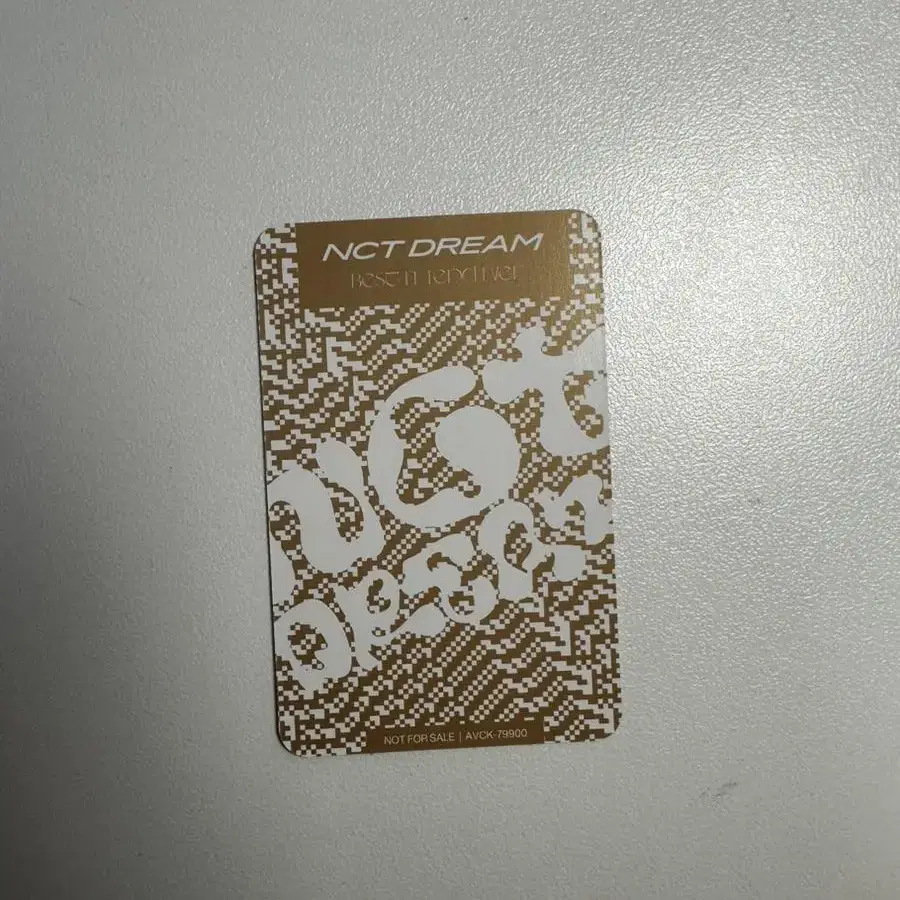 NCT DREAM
NCT
DREAM
NOT FOR SALE | AVCK-79900